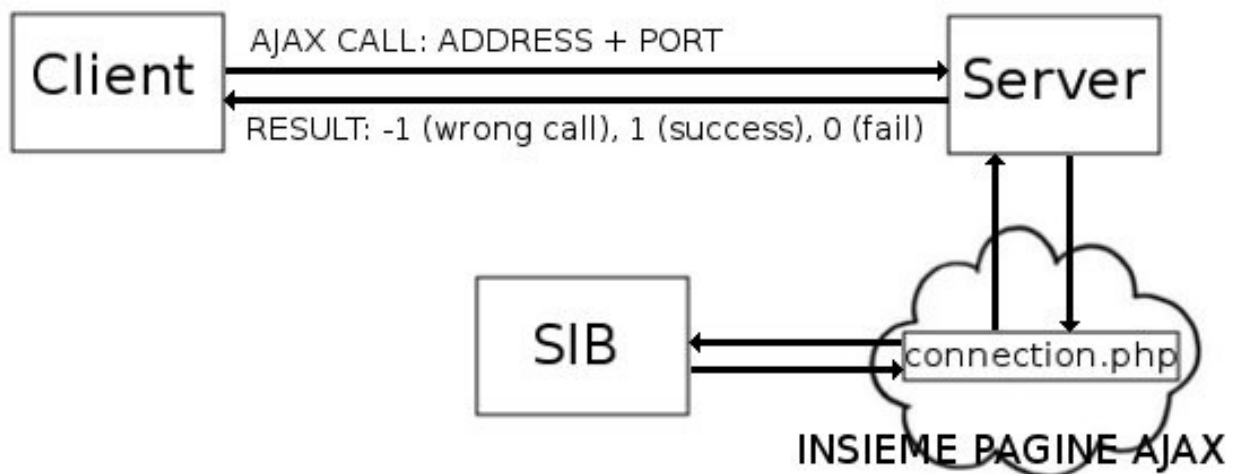 Client
AJAX CALL: ADDRESS + PORT
Server
RESULT: -1 (wrong call), 1 (success), 0 (fail)
SIB
connection.php
INSIEME PAGINE AJAX